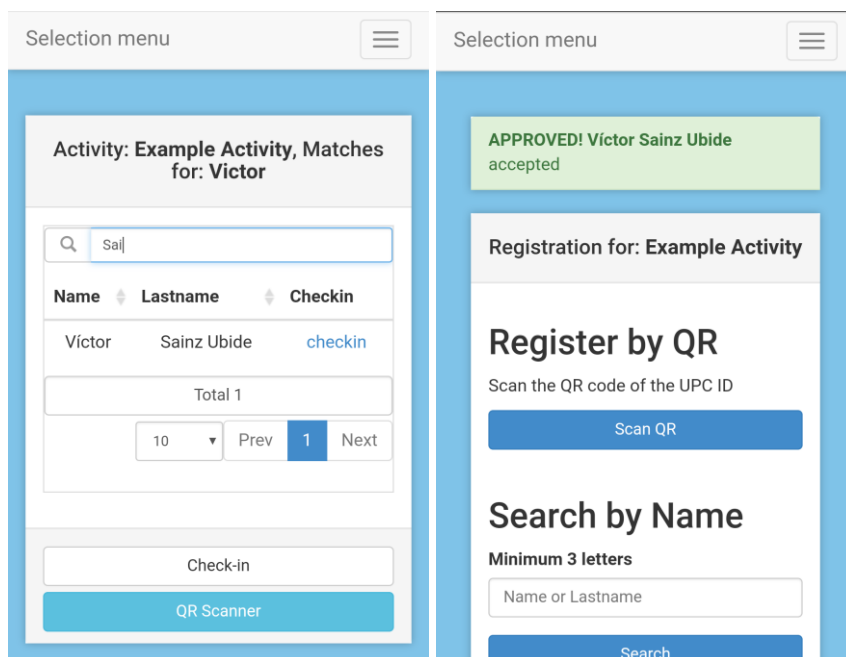 Selection menu
Activity: Example Activity, Matches
for: Victor
Sai
Name Lastname Checkin
Víctor Sainz Ubide checkin
Total 1
10 Prev 1 Next
Check-in
QR Scanner
Selection menu
APPROVED! Víctor Sainz Ubide
accepted
Registration for: Example Activity
Register by QR
Scan the QR code of the UPC ID
Scan QR
Search by Name
Minimum 3 letters
Name or Lastname
Search